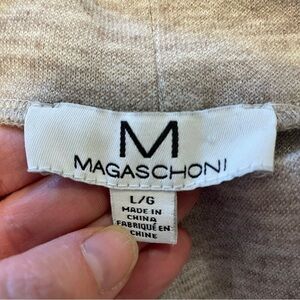 M
MAGASCHONI
L/G
MADE IN
CHINA
FABRIQUÉ EN
CHINE